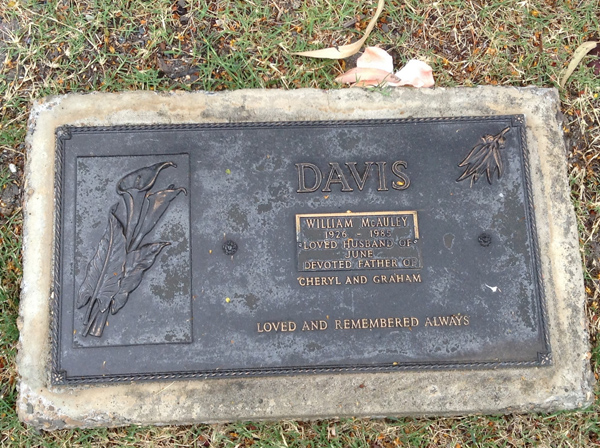 DAVIS
WILLIAM McAULEY
1926 - 1985
LOVED HUSBAND OF
JUNE
DEVOTED FATHER OF
CHERYL AND GRAHAM
LOVED AND REMEMBERED ALWAYS